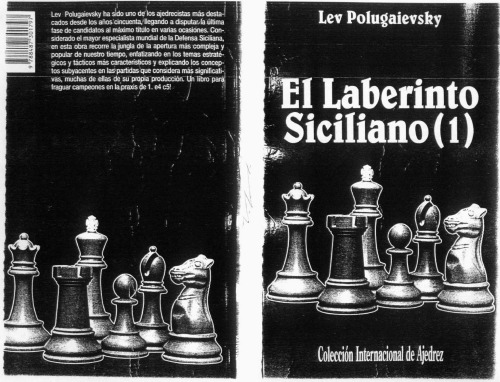 Lev Polugaievsky ha sido uno de los ajedrecistas más desta-
cados desde los años cincuenta, llegando a disputar la última
fase de candidatos al máximo título en varias ocasiones. Con-
siderado el mayor especialista mundial de la Defensa Siciliana,
en esta obra recorre la jungla de la apertura más compleja y
popular de nuestro tiempo, enfatizando en los temas estraté-
gicos y tácticos más característicos y explicando los concep-
tos subyacentes en las partidas que considera más significati-
vas, muchas de ellas de su propia producción. Un libro para
fraguar campeones en la praxis de 1. e4 c5!
Lev Polugaievsky
El Laberinto
Siciliano (1)
Colección Internacional de Ajedrez